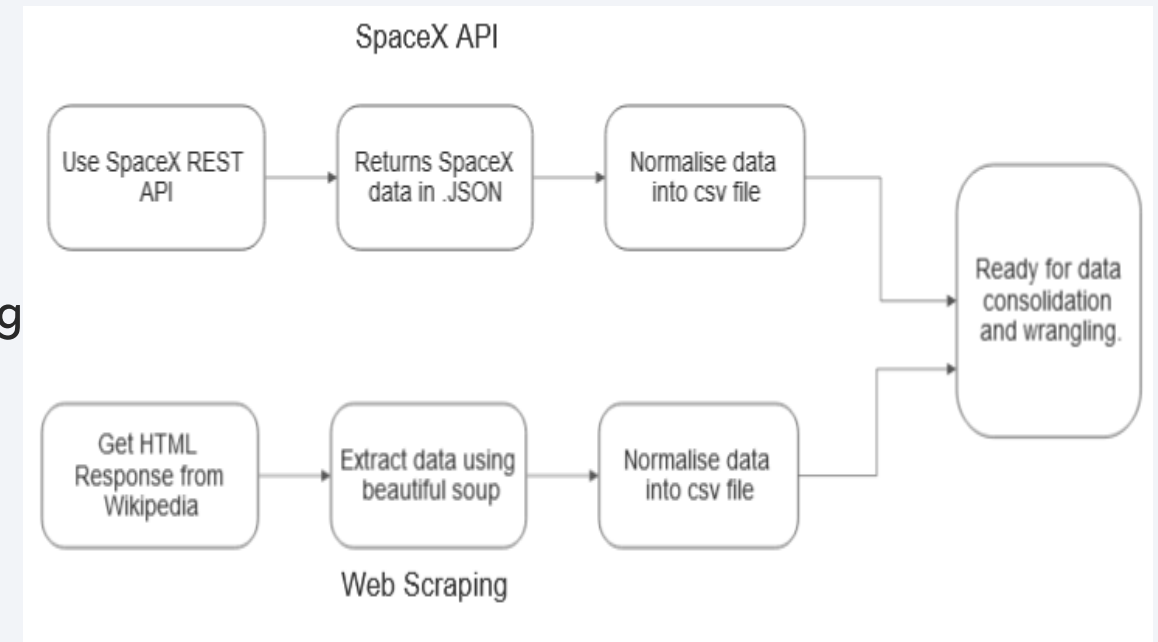 SpaceX API
Use SpaceX REST
API
Returns SpaceX
data in .JSON
Normalise data
into csv file
Ready for data
consolidation
and wrangling.
g
Get HTML
Response from
Wikipedia
Extract data using
beautiful soup
Normalise data
into csv file
Web Scraping